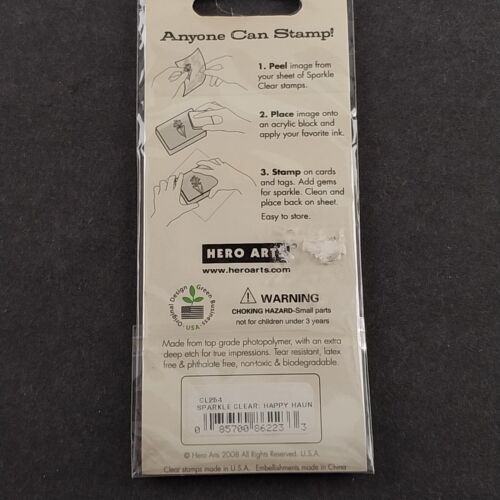 Anyone Can Stamp!
1. Peel image from
your sheet of Sparkle
Clear stamps.
2. Place image onto
an acrylic block and
apply your favorite ink.
3. Stamp on cards
and tags. Add gems
for sparkle. Clean and
place back on sheet.
Easy to store.
HERO ARTS
www.heroarts.com
Original Design Green Business
USA
WARNING
CHOKING HAZARD-Small parts
not for children under 3 years
Made from top grade photopolymer, with an extra
deep etch for true impressions. Tear resistant, latex
free & phthalate free, non-toxic & biodegradable.
CL254
SPARKLE CLEAR: HAPPY HAUN
0 85700 86223 3
© Hero Arts 2008 All Rights Reserved. U.S.A.
Clear stamps made in U.S.A. Embellishments made in China